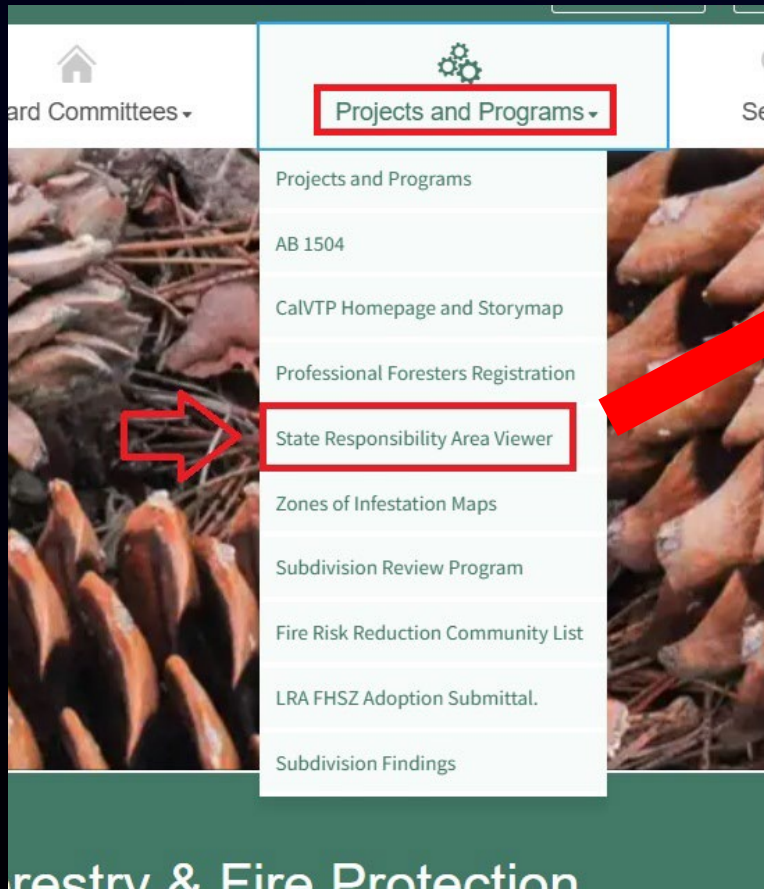 ard Committees
Projects and Programs
Se
Projects and Programs
AB 1504
CalVTP Homepage and Storymap
Professional Foresters Registration
State Responsibility Area Viewer
Zones of Infestation Maps
Subdivision Review Program
Fire Risk Reduction Community List
LRA FHSZ Adoption Submittal.
Subdivision Findings
restry & Fire Protection